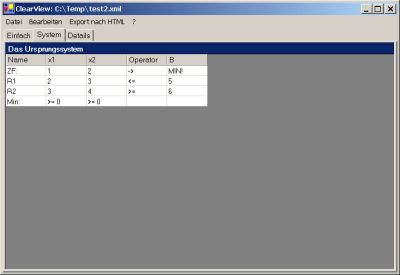 ClearView: C:\Temp\test2.xml
Datei Bearbeiten Export nach HTML ?
Einfach System Details
Das Ursprungssystem
Name x1 x2 Operator B
ZF: 1 2 -> MIN!
R1 2 3 <= 5
R2 3 4 >= 6
Min: >= 0 >= 0